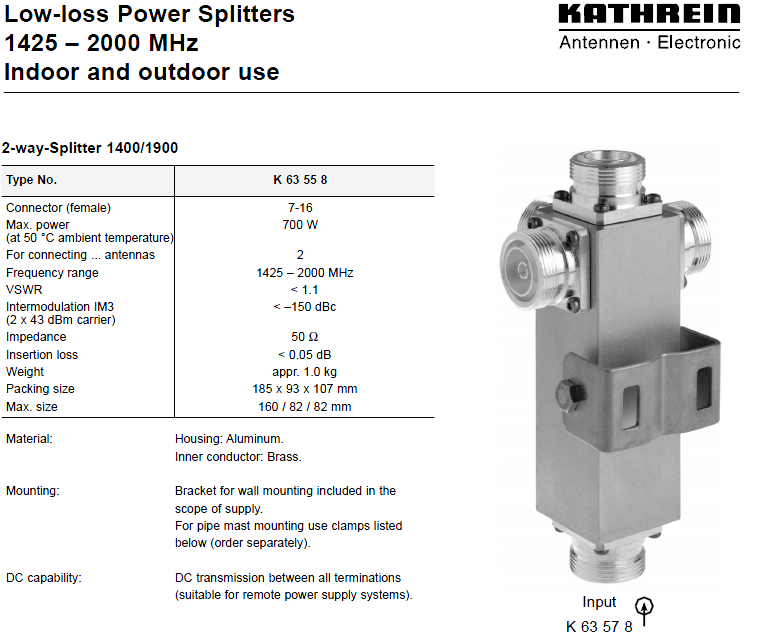 Low-loss Power Splitters
1425 – 2000 MHz
Indoor and outdoor use
KATHREIN
Antennen · Electronic
2-way-Splitter 1400/1900
Type No. K 63 55 8
Connector (female) 7-16
Max. power 700 W
(at 50 °C ambient temperature)
For connecting ... antennas 2
Frequency range 1425 – 2000 MHz
VSWR < 1.1
Intermodulation IM3 < –150 dBc
(2 x 43 dBm carrier)
Impedance 50 Ω
Insertion loss < 0.05 dB
Weight appr. 1.0 kg
Packing size 185 x 93 x 107 mm
Max. size 160 / 82 / 82 mm
Material: Housing: Aluminum.
Inner conductor: Brass.
Mounting: Bracket for wall mounting included in the
scope of supply.
For pipe mast mounting use clamps listed
below (order separately).
DC capability: DC transmission between all terminations
(suitable for remote power supply systems).
Input
K 63 57 8